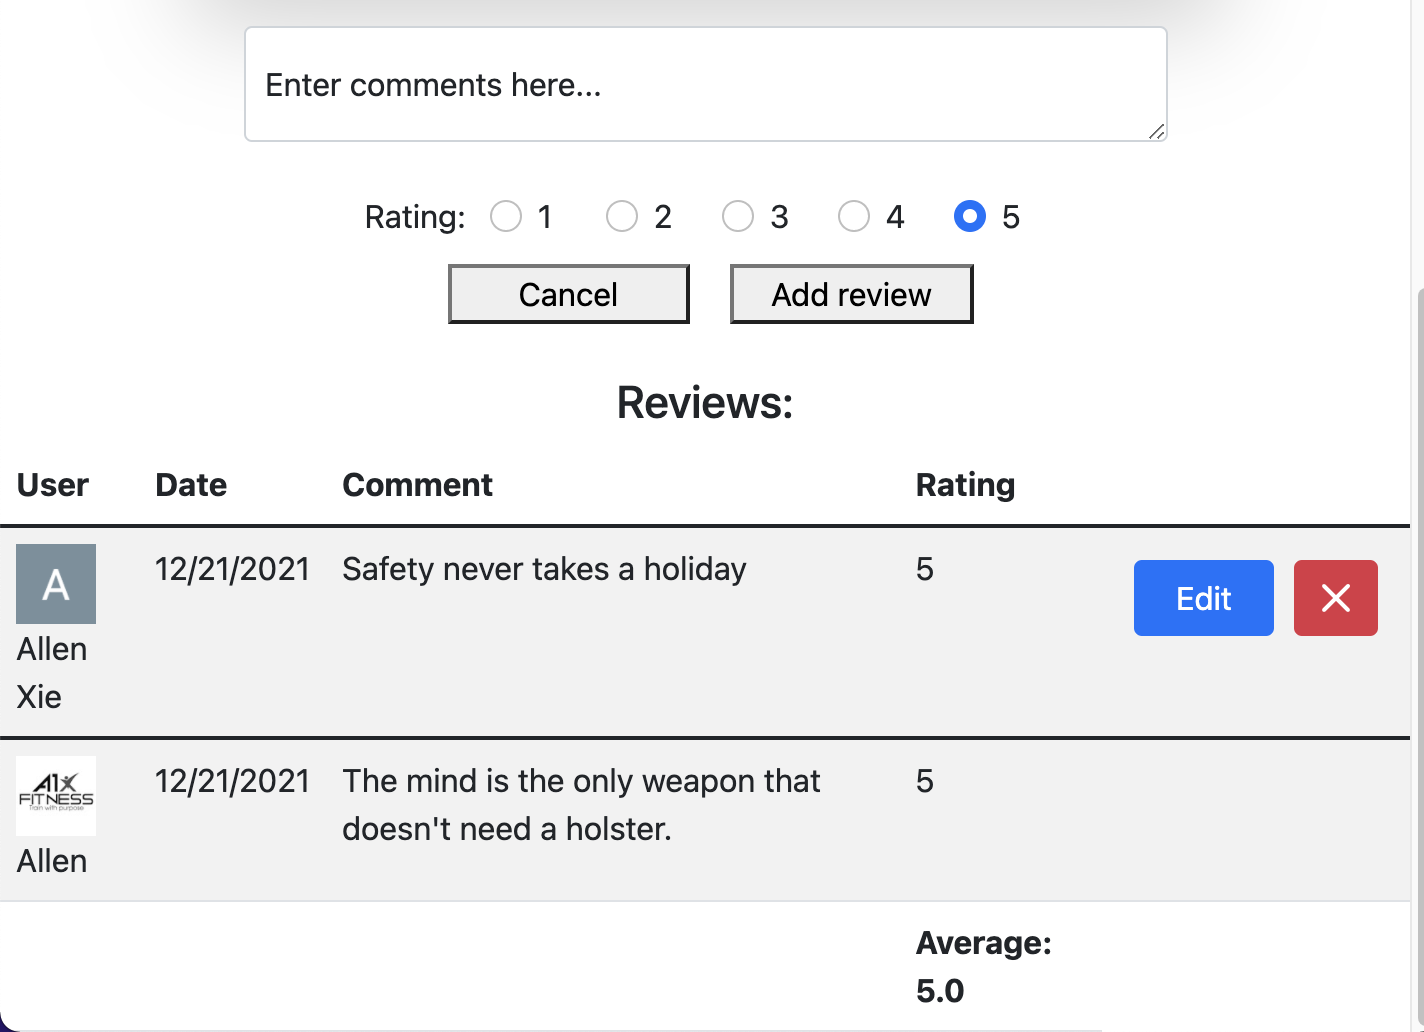 Enter comments here...
Rating: 1 2 3 4 5
Cancel Add review
Reviews:
User Date Comment Rating
A
12/21/2021 Safety never takes a holiday 5 Edit
Allen
Xie
A1X
FITNESS
Train with purpose
12/21/2021 The mind is the only weapon that 5
doesn't need a holster.
Allen
Average:
5.0